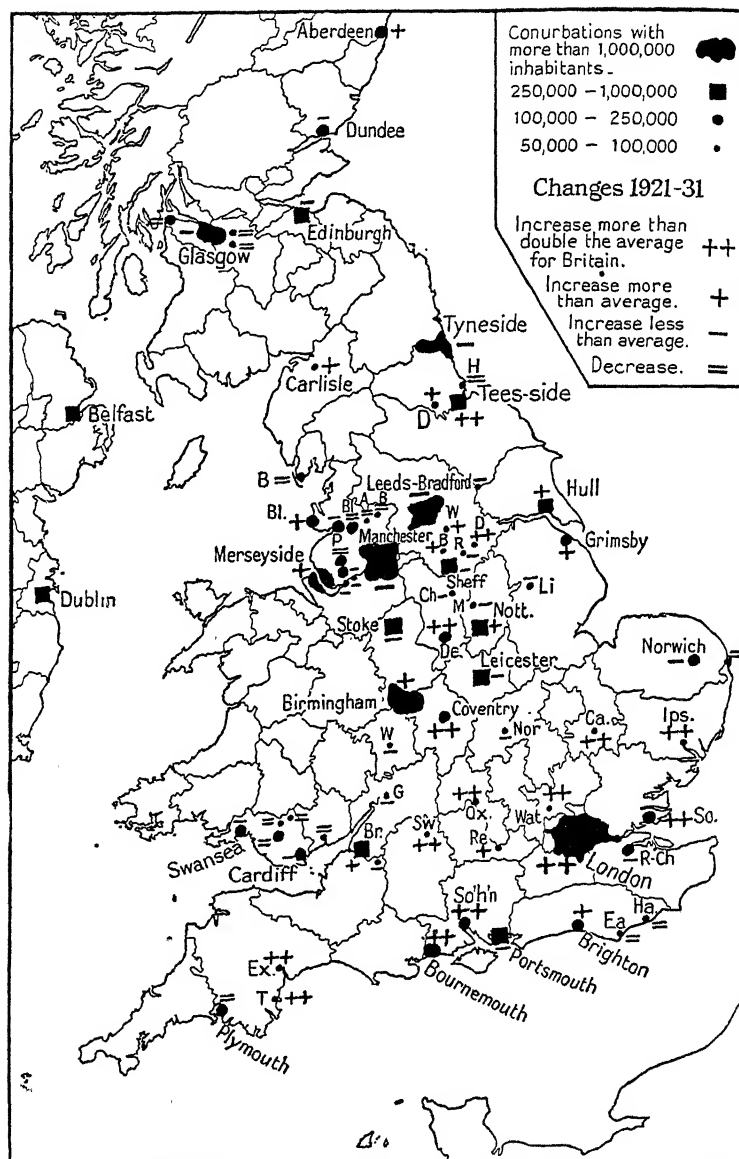 Conurbations with
more than 1,000,000
inhabitants.
250,000 – 1,000,000
100,000 – 250,000
50,000 – 100,000
Changes 1921-31
Increase more than
double the average
for Britain.
++
Increase more
than average.
+
Increase less
than average.
–
Decrease.
=
Aberdeen +
– Dundee
–
Edinburgh
=
–
=
=
Glasgow
Tyneside –
H
=
Carlisle +
+
D
Tees-side
++
Belfast
B =
Leeds-Bradford
–
Bl. +
Bl
A
B
W
+
D
++
+
Hull
Grimsby
+
P
=
Manchester
–
+ B
R
–
Merseyside
+
Sheff
–
Ch –
M –
– Li
Dublin
Stoke
–
++
De.
Nott.
+
Leicester
–
Norwich
–
=
Birmingham
+
Coventry
++
Nor
–
Ca.
++
Ips.
++
W
–
G
–
++
Ox.
++
Wat
++ So.
Swansea
Cardiff
Br.
+
Sw
++
Re
+
London
++
R-Ch
–
So'h'n
++
Ha.
=
Ea
=
+
Brighton
++
Bournemouth
Portsmouth
–
++
Ex.
T ++
=
Plymouth